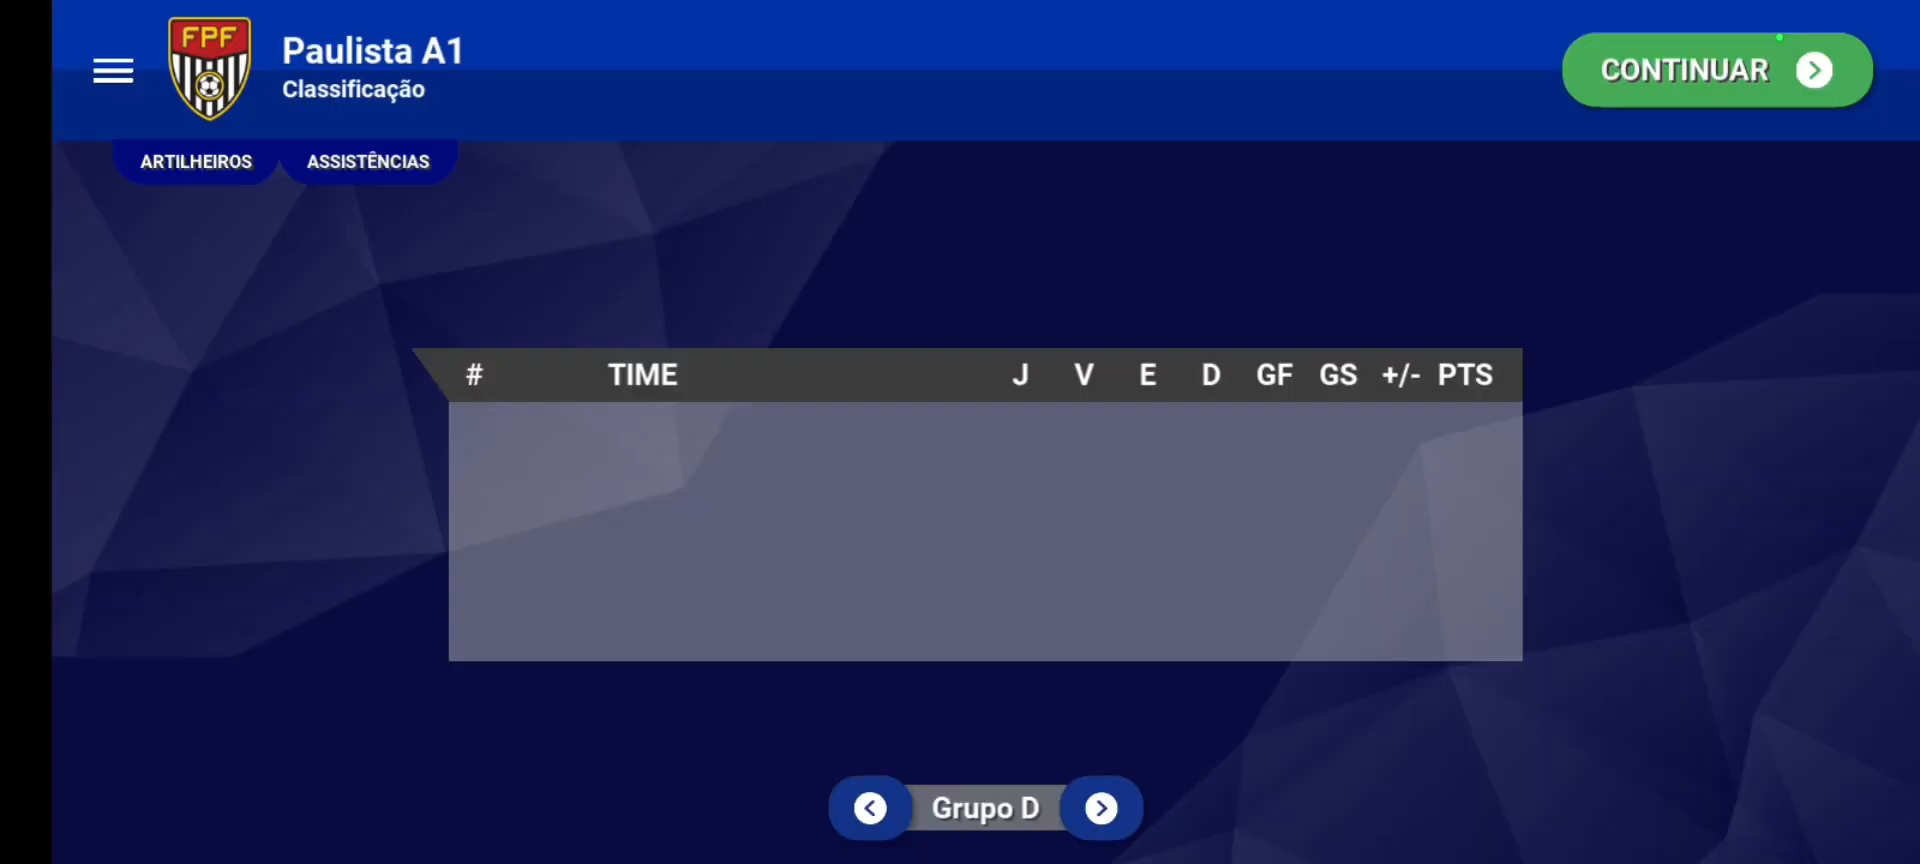 FPF
Paulista A1
Classificação
CONTINUAR
ARTILHEIROS ASSISTÊNCIAS
# TIME J V E D GF GS +/- PTS
Grupo D